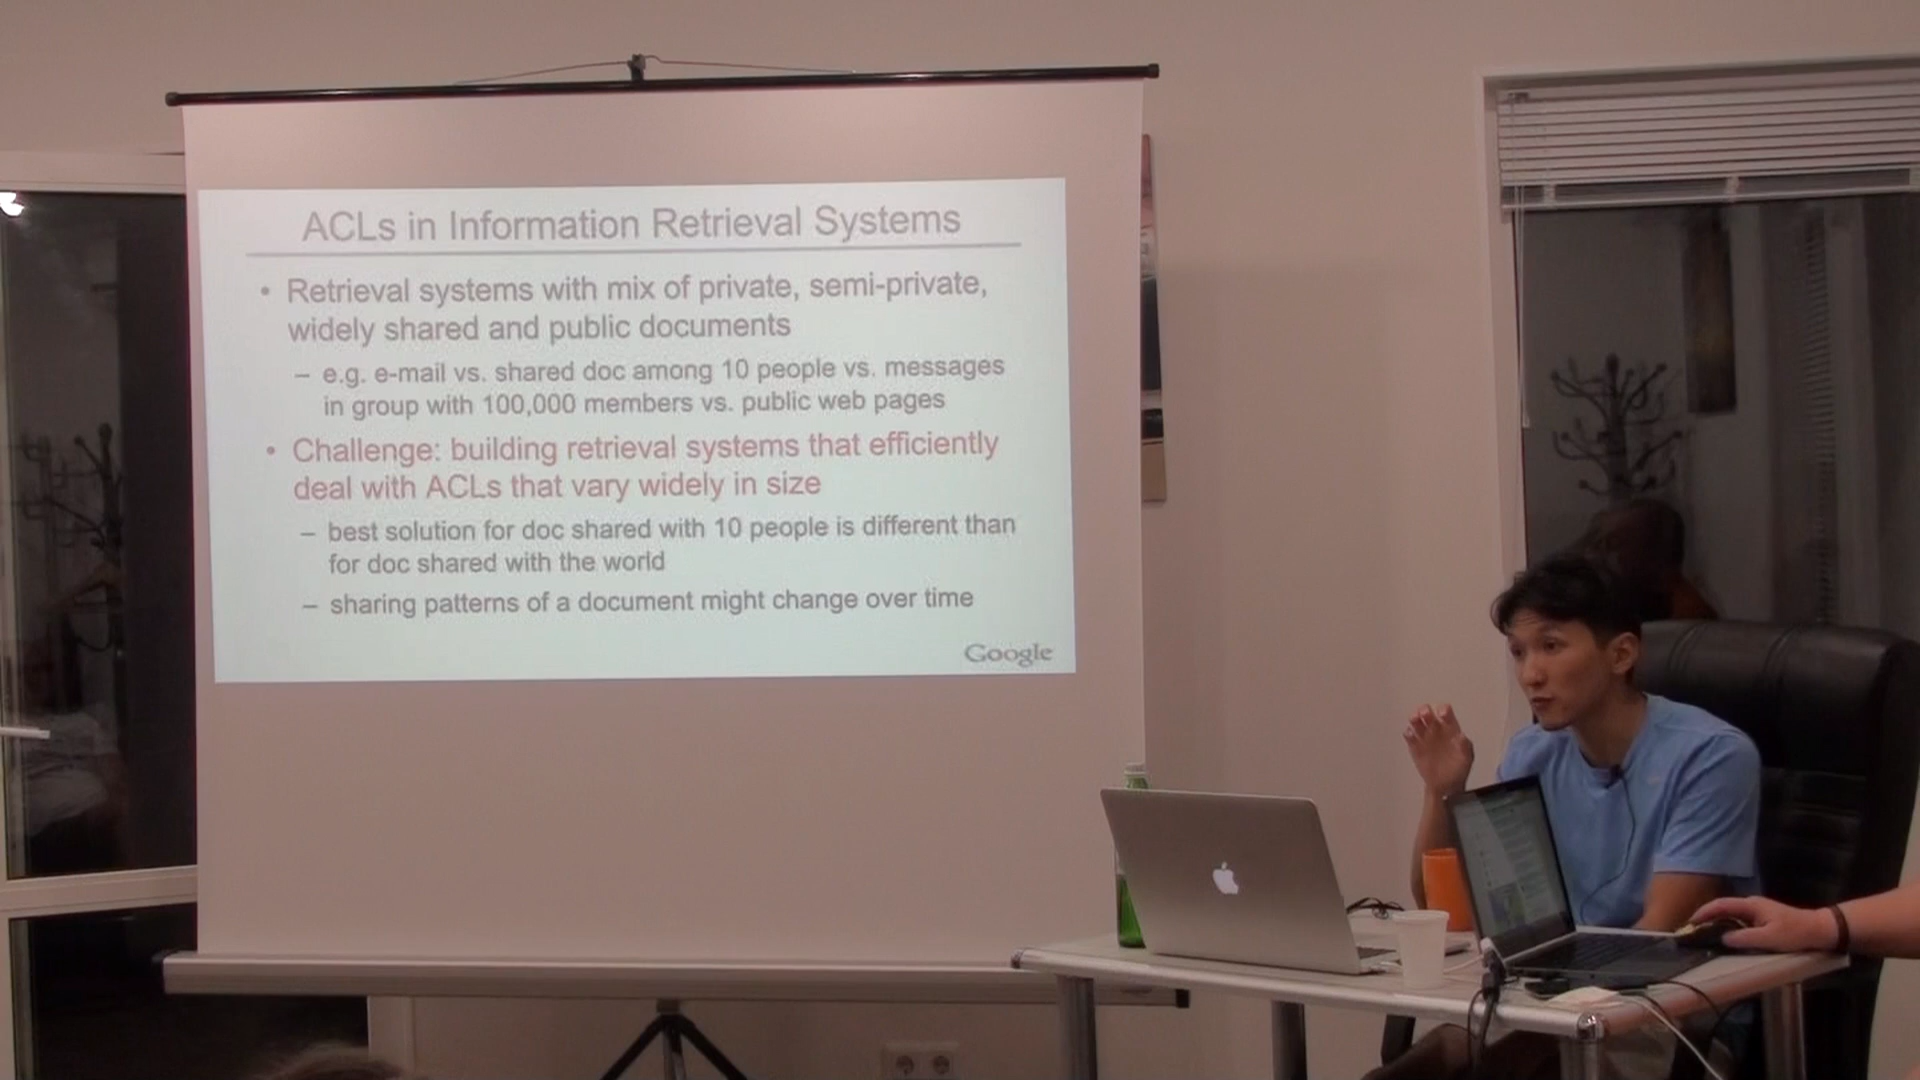 ACLs in Information Retrieval Systems
• Retrieval systems with mix of private, semi-private,
widely shared and public documents
– e.g. e-mail vs. shared doc among 10 people vs. messages
in group with 100,000 members vs. public web pages
• Challenge: building retrieval systems that efficiently
deal with ACLs that vary widely in size
– best solution for doc shared with 10 people is different than
for doc shared with the world
– sharing patterns of a document might change over time
Google